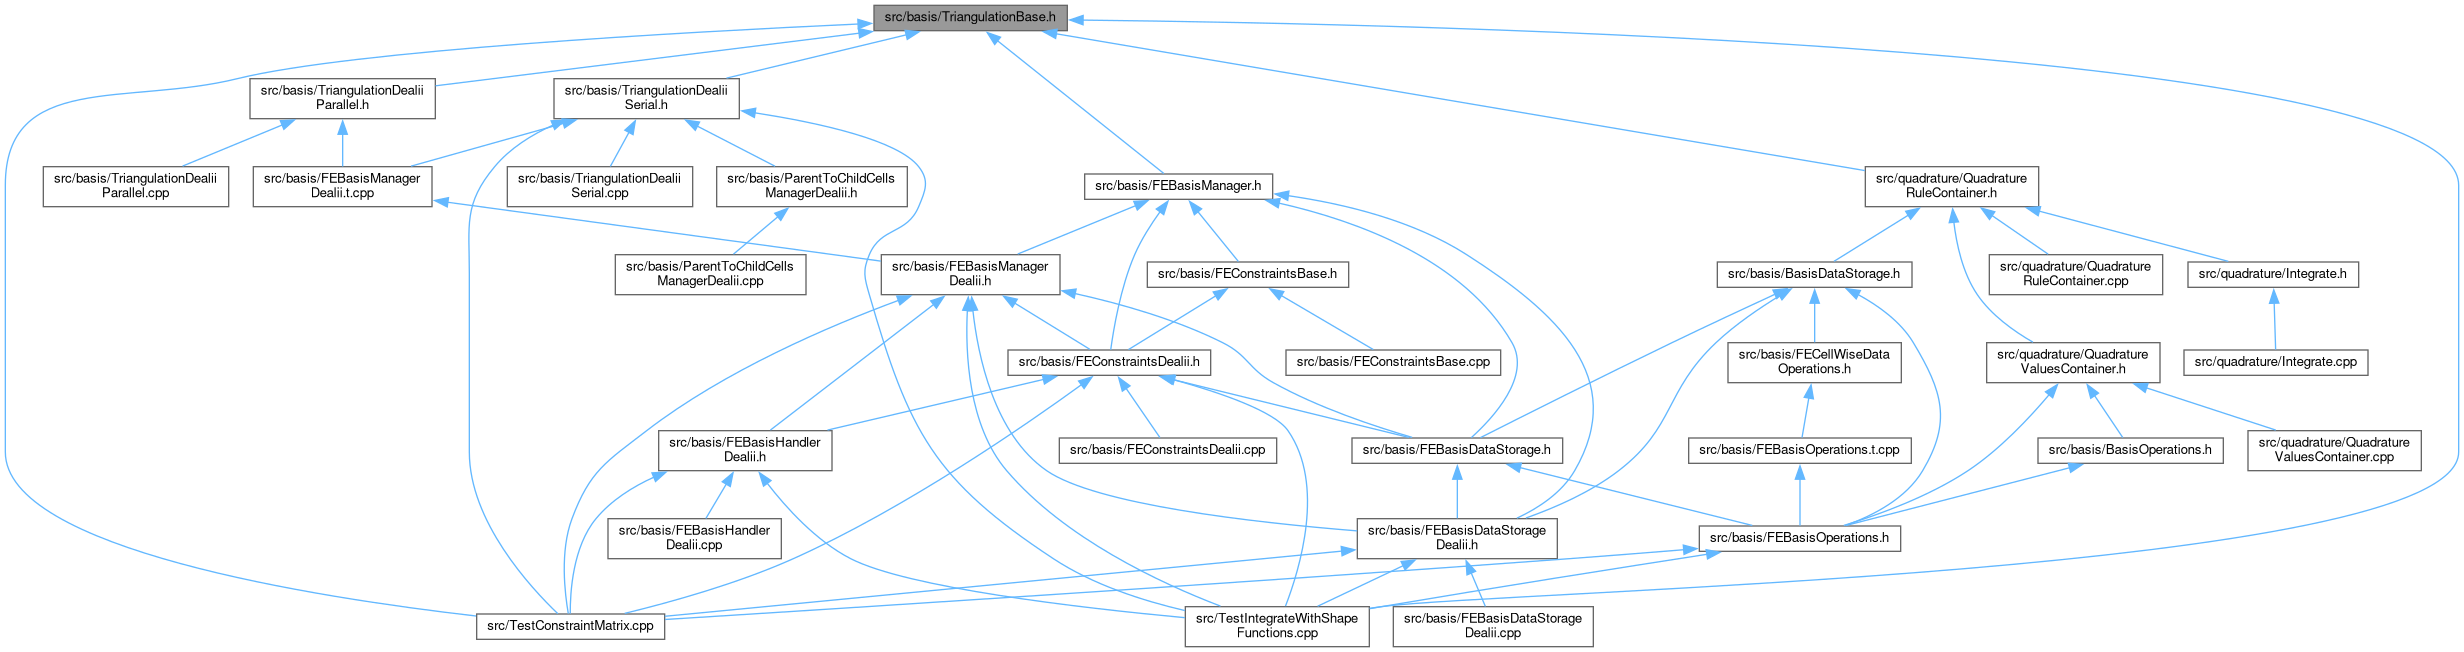 src/basis/TriangulationBase.h
src/basis/TriangulationDealii
Parallel.h
src/basis/TriangulationDealii
Serial.h
src/basis/TriangulationDealii
Parallel.cpp
src/basis/FEBasisManager
Dealii.t.cpp
src/basis/TriangulationDealii
Serial.cpp
src/basis/ParentToChildCells
ManagerDealii.h
src/basis/FEBasisManager.h
src/quadrature/Quadrature
RuleContainer.h
src/basis/ParentToChildCells
ManagerDealii.cpp
src/basis/FEBasisManager
Dealii.h
src/basis/FEConstraintsBase.h
src/basis/BasisDataStorage.h
src/quadrature/Quadrature
RuleContainer.cpp
src/quadrature/Integrate.h
src/basis/FEConstraintsDealii.h
src/basis/FEConstraintsBase.cpp
src/basis/FECellWiseData
Operations.h
src/quadrature/Quadrature
ValuesContainer.h
src/quadrature/Integrate.cpp
src/basis/FEBasisHandler
Dealii.h
src/basis/FEConstraintsDealii.cpp
src/basis/FEBasisDataStorage.h
src/basis/FEBasisOperations.t.cpp
src/basis/BasisOperations.h
src/quadrature/Quadrature
ValuesContainer.cpp
src/basis/FEBasisHandler
Dealii.cpp
src/basis/FEBasisDataStorage
Dealii.h
src/basis/FEBasisOperations.h
src/TestConstraintMatrix.cpp
src/TestIntegrateWithShape
Functions.cpp
src/basis/FEBasisDataStorage
Dealii.cpp